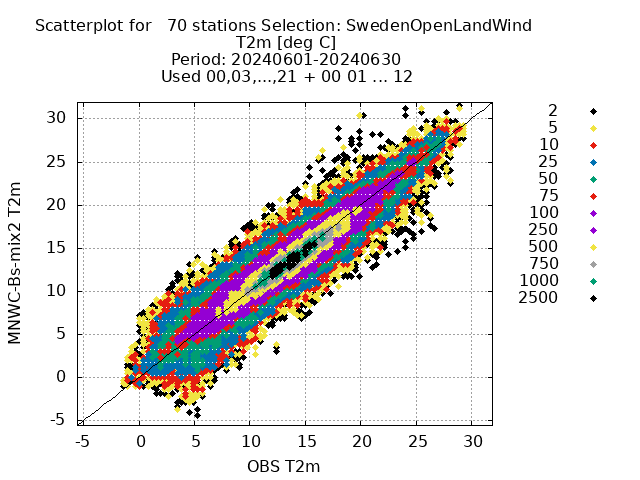 Scatterplot for   70 stations Selection: SwedenOpenLandWind
T2m [deg C]
Period: 20240601-20240630
Used 00,03,...,21 + 00 01 ... 12
30
25
20
15
10
5
0
-5
-5 0 5 10 15 20 25 30
MNWC-Bs-mix2 T2m
OBS T2m
2
5
10
25
50
75
100
250
500
750
1000
2500